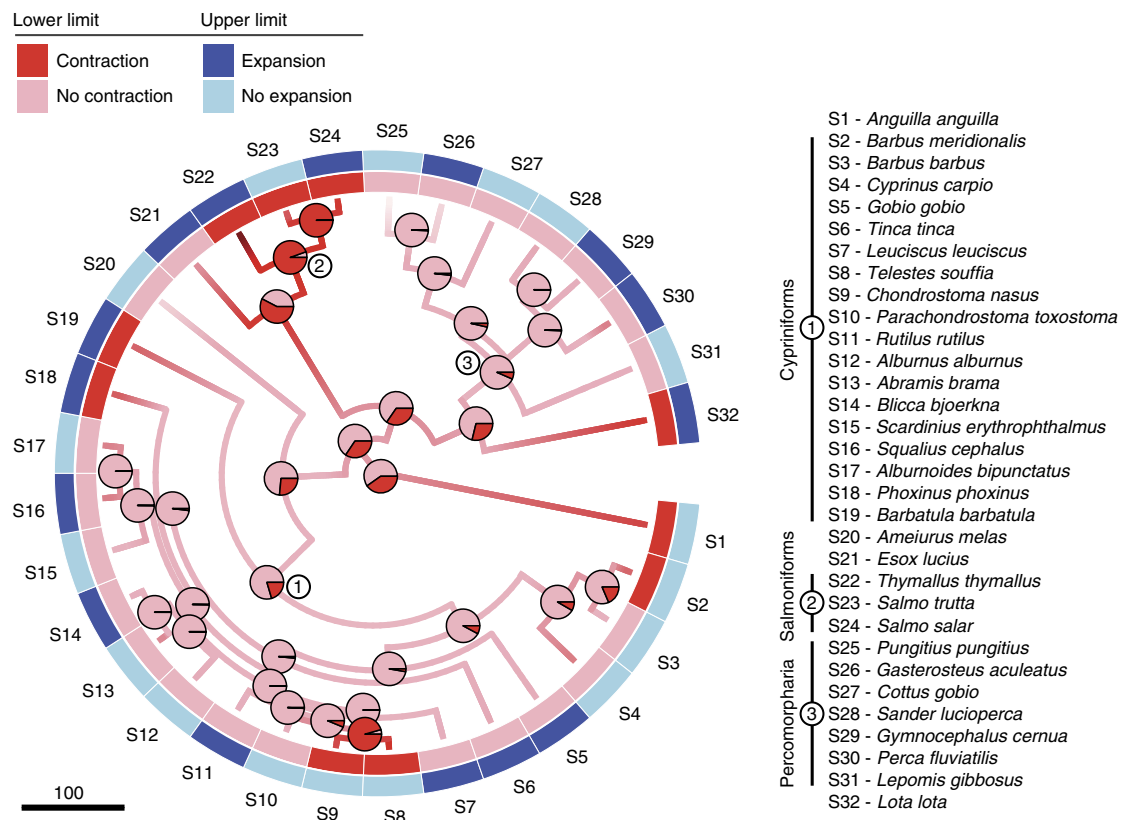 Lower limit
Upper limit
Contraction
Expansion
No contraction
No expansion
S1
S2
S3
S4
S5
S6
S7
S8
S9
S10
S11
S12
S13
S14
S15
S16
S17
S18
S19
S20
S21
S22
S23
S24
S25
S26
S27
S28
S29
S30
S31
S32
1
2
3
100
S1 - Anguilla anguilla
S2 - Barbus meridionalis
S3 - Barbus barbus
S4 - Cyprinus carpio
S5 - Gobio gobio
S6 - Tinca tinca
S7 - Leuciscus leuciscus
S8 - Telestes souffia
S9 - Chondrostoma nasus
S10 - Parachondrostoma toxostoma
S11 - Rutilus rutilus
S12 - Alburnus alburnus
S13 - Abramis brama
S14 - Blicca bjoerkna
S15 - Scardinius erythrophthalmus
S16 - Squalius cephalus
S17 - Alburnoides bipunctatus
S18 - Phoxinus phoxinus
S19 - Barbatula barbatula
S20 - Ameiurus melas
S21 - Esox lucius
S22 - Thymallus thymallus
S23 - Salmo trutta
S24 - Salmo salar
S25 - Pungitius pungitius
S26 - Gasterosteus aculeatus
S27 - Cottus gobio
S28 - Sander lucioperca
S29 - Gymnocephalus cernua
S30 - Perca fluviatilis
S31 - Lepomis gibbosus
S32 - Lota lota
Cypriniforms
1
Salmoniforms
2
Percomorpharia
3